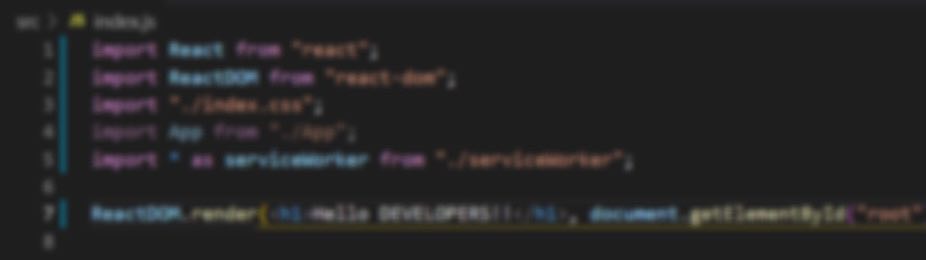 src > JS index.js
1 import React from "react";
2 import ReactDOM from "react-dom";
3 import "./index.css";
4 import App from "./App";
5 import * as serviceWorker from "./serviceWorker";
6
7 ReactDOM.render(<h1>Hello DEVELOPERS!!</h1>, document.getElementById("root"
8